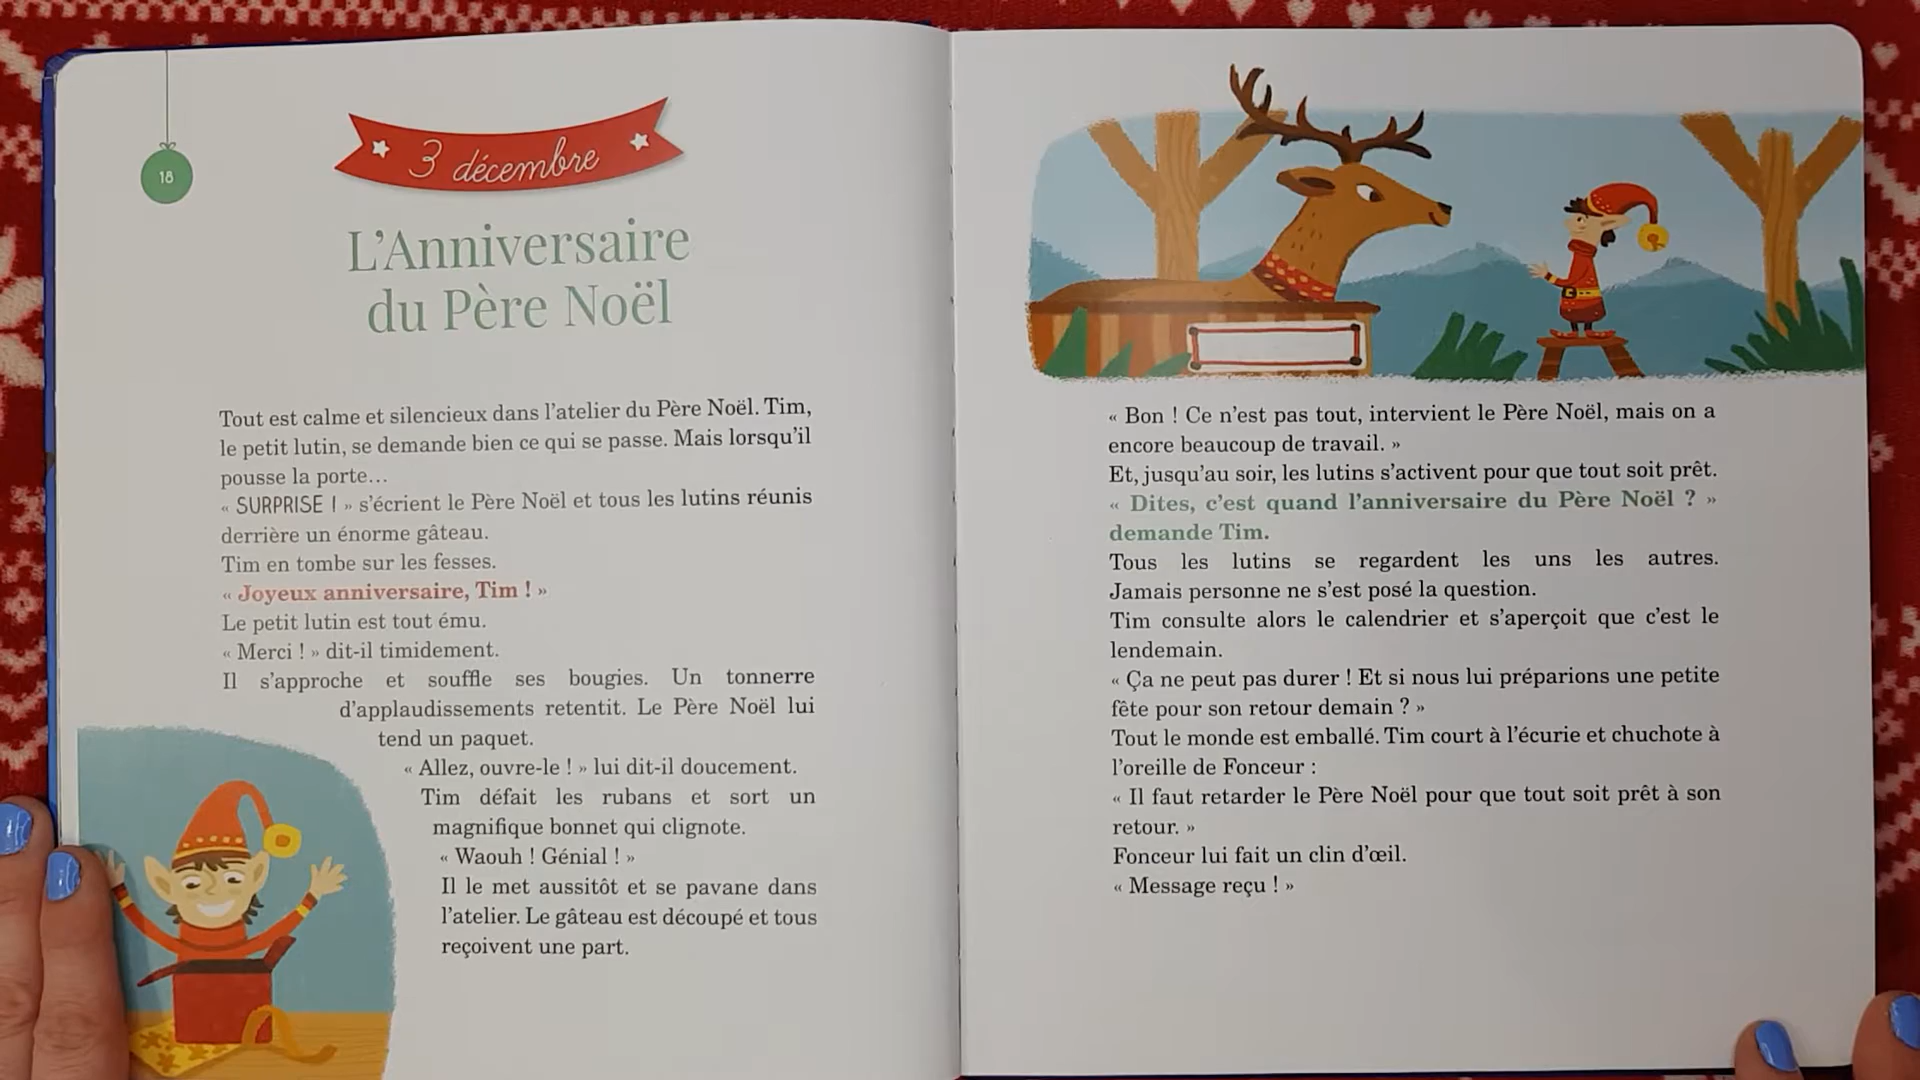 18
3 décembre
L’Anniversaire
du Père Noël
Tout est calme et silencieux dans l’atelier du Père Noël. Tim,
le petit lutin, se demande bien ce qui se passe. Mais lorsqu’il
pousse la porte…
« SURPRISE ! » s’écrient le Père Noël et tous les lutins réunis
derrière un énorme gâteau.
Tim en tombe sur les fesses.
« Joyeux anniversaire, Tim ! »
Le petit lutin est tout ému.
« Merci ! » dit-il timidement.
Il s’approche et souffle ses bougies. Un tonnerre
d’applaudissements retentit. Le Père Noël lui
tend un paquet.
« Allez, ouvre-le ! » lui dit-il doucement.
Tim défait les rubans et sort un
magnifique bonnet qui clignote.
« Waouh ! Génial ! »
Il le met aussitôt et se pavane dans
l’atelier. Le gâteau est découpé et tous
reçoivent une part.
« Bon ! Ce n’est pas tout, intervient le Père Noël, mais on a
encore beaucoup de travail. »
Et, jusqu’au soir, les lutins s’activent pour que tout soit prêt.
« Dites, c’est quand l’anniversaire du Père Noël ? »
demande Tim.
Tous les lutins se regardent les uns les autres.
Jamais personne ne s’est posé la question.
Tim consulte alors le calendrier et s’aperçoit que c’est le
lendemain.
« Ça ne peut pas durer ! Et si nous lui préparions une petite
fête pour son retour demain ? »
Tout le monde est emballé. Tim court à l’écurie et chuchote à
l’oreille de Fonceur :
« Il faut retarder le Père Noël pour que tout soit prêt à son
retour. »
Fonceur lui fait un clin d’œil.
« Message reçu ! »